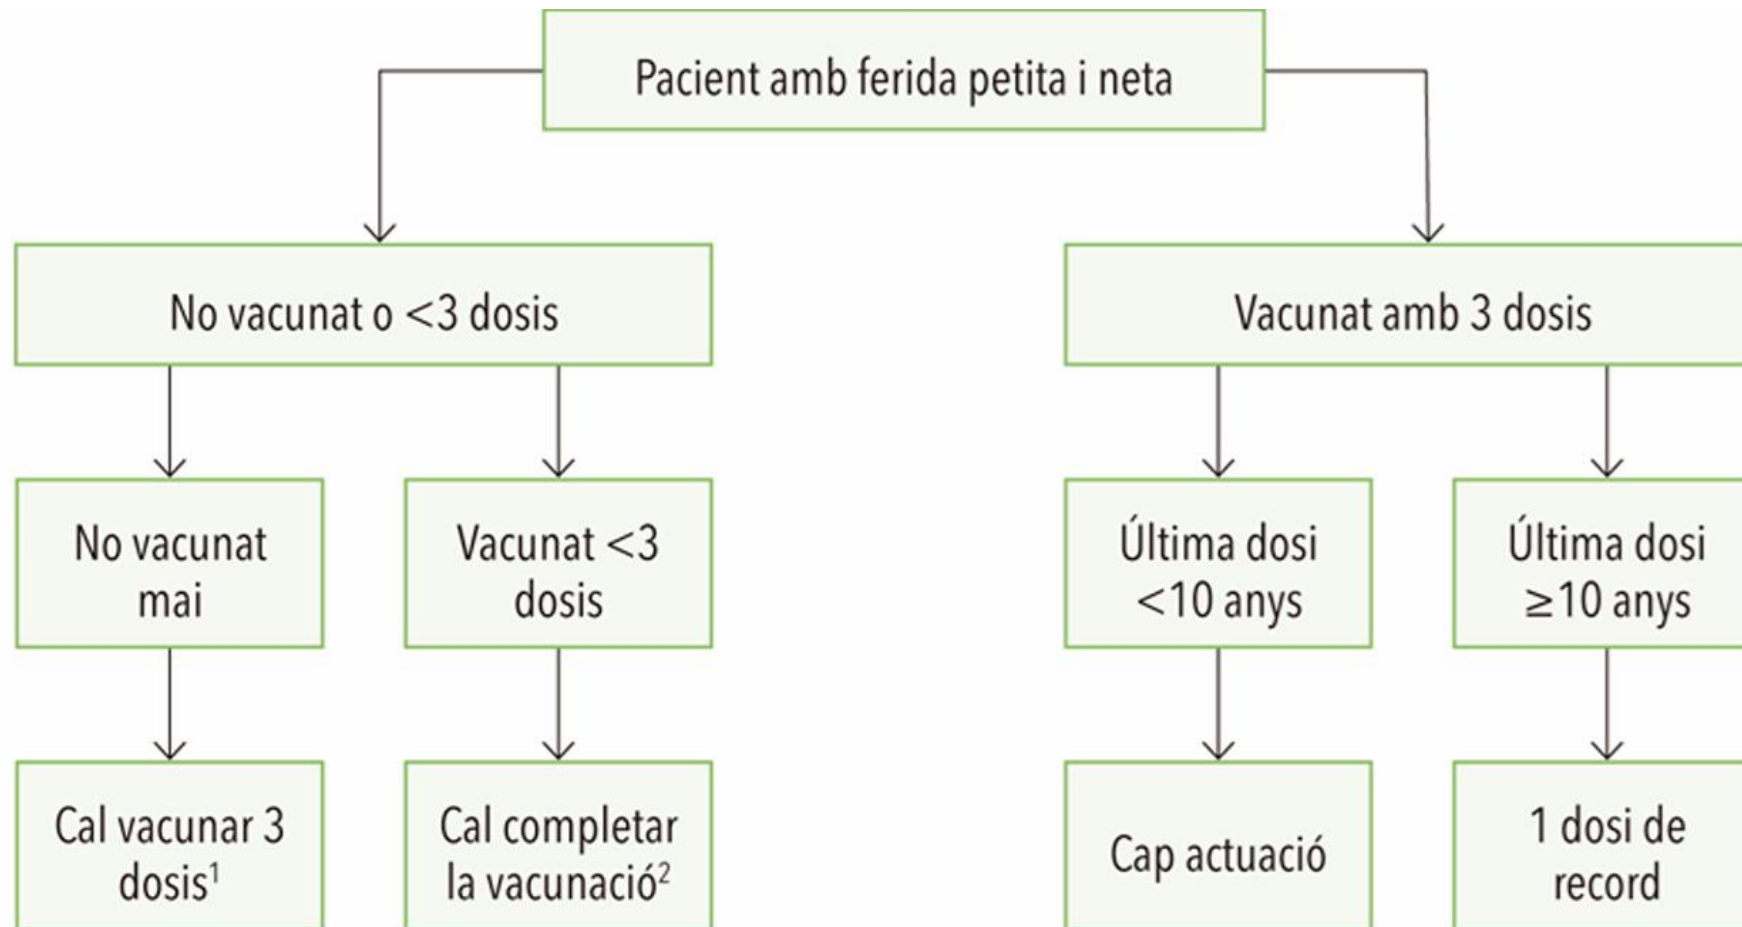 Pacient amb ferida petita i neta
No vacunat o <3 dosis
Vacunat amb 3 dosis
No vacunat
mai
Vacunat <3
dosis
Última dosi
<10 anys
Última dosi
≥10 anys
Cal vacunar 3
dosis¹
Cal completar
la vacunació²
Cap actuació
1 dosi de
record